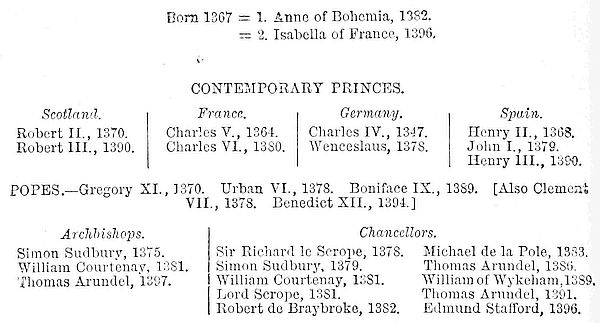 Born 1367 = 1. Anne of Bohemia, 1382.
= 2. Isabella of France, 1396.
CONTEMPORARY PRINCES.
Scotland.
Robert II., 1370.
Robert III., 1390.
France.
Charles V., 1364.
Charles VI., 1380.
Germany.
Charles IV., 1347.
Wenceslaus, 1378.
Spain.
Henry II., 1368.
John I., 1379.
Henry III., 1390.
POPES.—Gregory XI., 1370. Urban VI., 1378. Boniface IX., 1389. [Also Clement
VII., 1378. Benedict XII., 1394.]
Archbishops.
Simon Sudbury, 1375.
William Courtenay, 1381.
Thomas Arundel, 1397.
Chancellors.
Sir Richard le Scrope, 1378.
Simon Sudbury, 1379.
William Courtenay, 1381.
Lord Scrope, 1381.
Robert de Braybroke, 1382.
Michael de la Pole, 1383.
Thomas Arundel, 1386.
William of Wykeham, 1389.
Thomas Arundel, 1391.
Edmund Stafford, 1396.